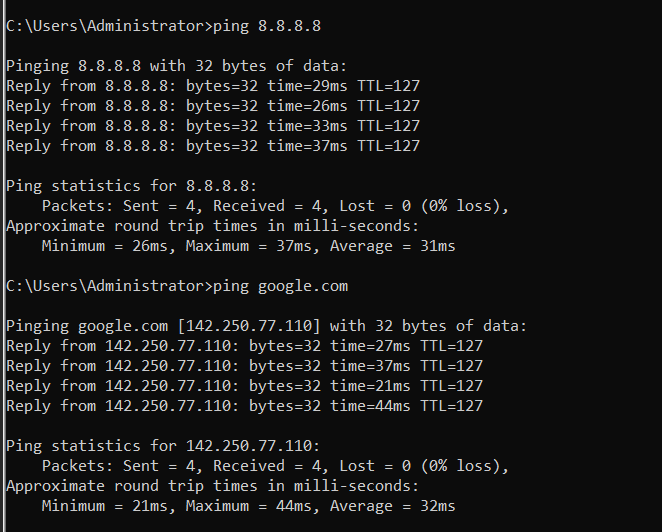 C:\Users\Administrator>ping 8.8.8.8
Pinging 8.8.8.8 with 32 bytes of data:
Reply from 8.8.8.8: bytes=32 time=29ms TTL=127
Reply from 8.8.8.8: bytes=32 time=26ms TTL=127
Reply from 8.8.8.8: bytes=32 time=33ms TTL=127
Reply from 8.8.8.8: bytes=32 time=37ms TTL=127
Ping statistics for 8.8.8.8:
    Packets: Sent = 4, Received = 4, Lost = 0 (0% loss),
Approximate round trip times in milli-seconds:
    Minimum = 26ms, Maximum = 37ms, Average = 31ms
C:\Users\Administrator>ping google.com
Pinging google.com [142.250.77.110] with 32 bytes of data:
Reply from 142.250.77.110: bytes=32 time=27ms TTL=127
Reply from 142.250.77.110: bytes=32 time=37ms TTL=127
Reply from 142.250.77.110: bytes=32 time=21ms TTL=127
Reply from 142.250.77.110: bytes=32 time=44ms TTL=127
Ping statistics for 142.250.77.110:
    Packets: Sent = 4, Received = 4, Lost = 0 (0% loss),
Approximate round trip times in milli-seconds:
    Minimum = 21ms, Maximum = 44ms, Average = 32ms